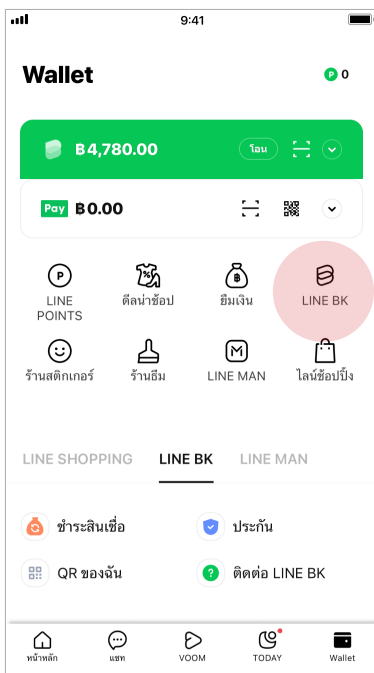 9:41
Wallet
P 0
฿4,780.00 โอน
Pay ฿0.00
P
LINE POINTS
ดีลน่าช้อป
ยืมเงิน
LINE BK
ร้านสติกเกอร์
ร้านธีม
LINE MAN
ไลน์ช้อปปิ้ง
LINE SHOPPING LINE BK LINE MAN
ชำระสินเชื่อ ประกัน
QR ของฉัน ติดต่อ LINE BK
หน้าหลัก แชท VOOM TODAY Wallet